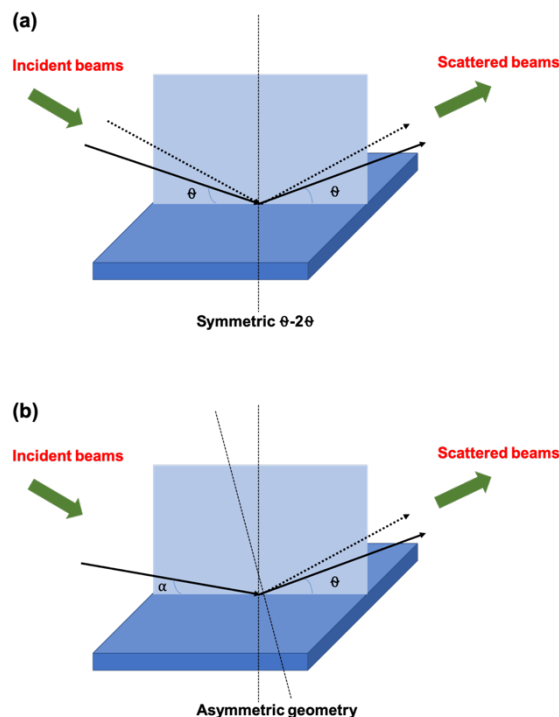 (a)
Incident beams
Scattered beams
θ
θ
Symmetric θ-2θ
(b)
Incident beams
Scattered beams
α
θ
Asymmetric geometry